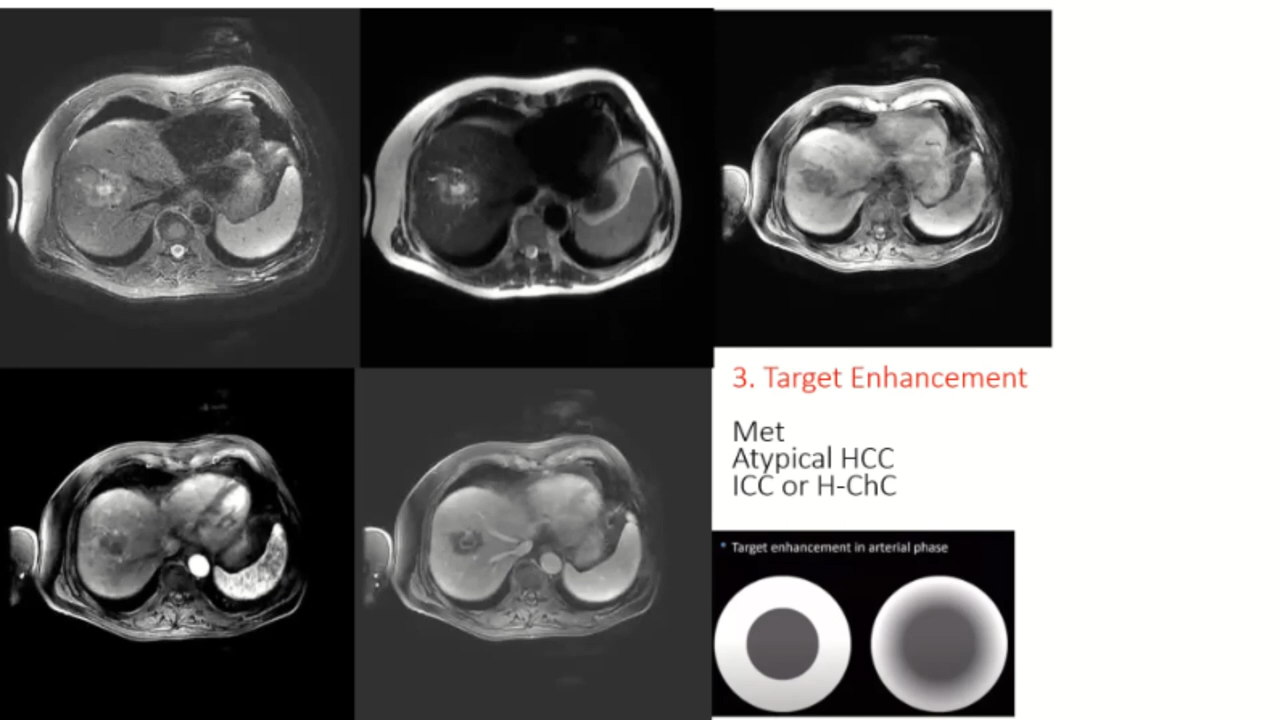 3. Target Enhancement
Met
Atypical HCC
ICC or H-ChC
* Target enhancement in arterial phase